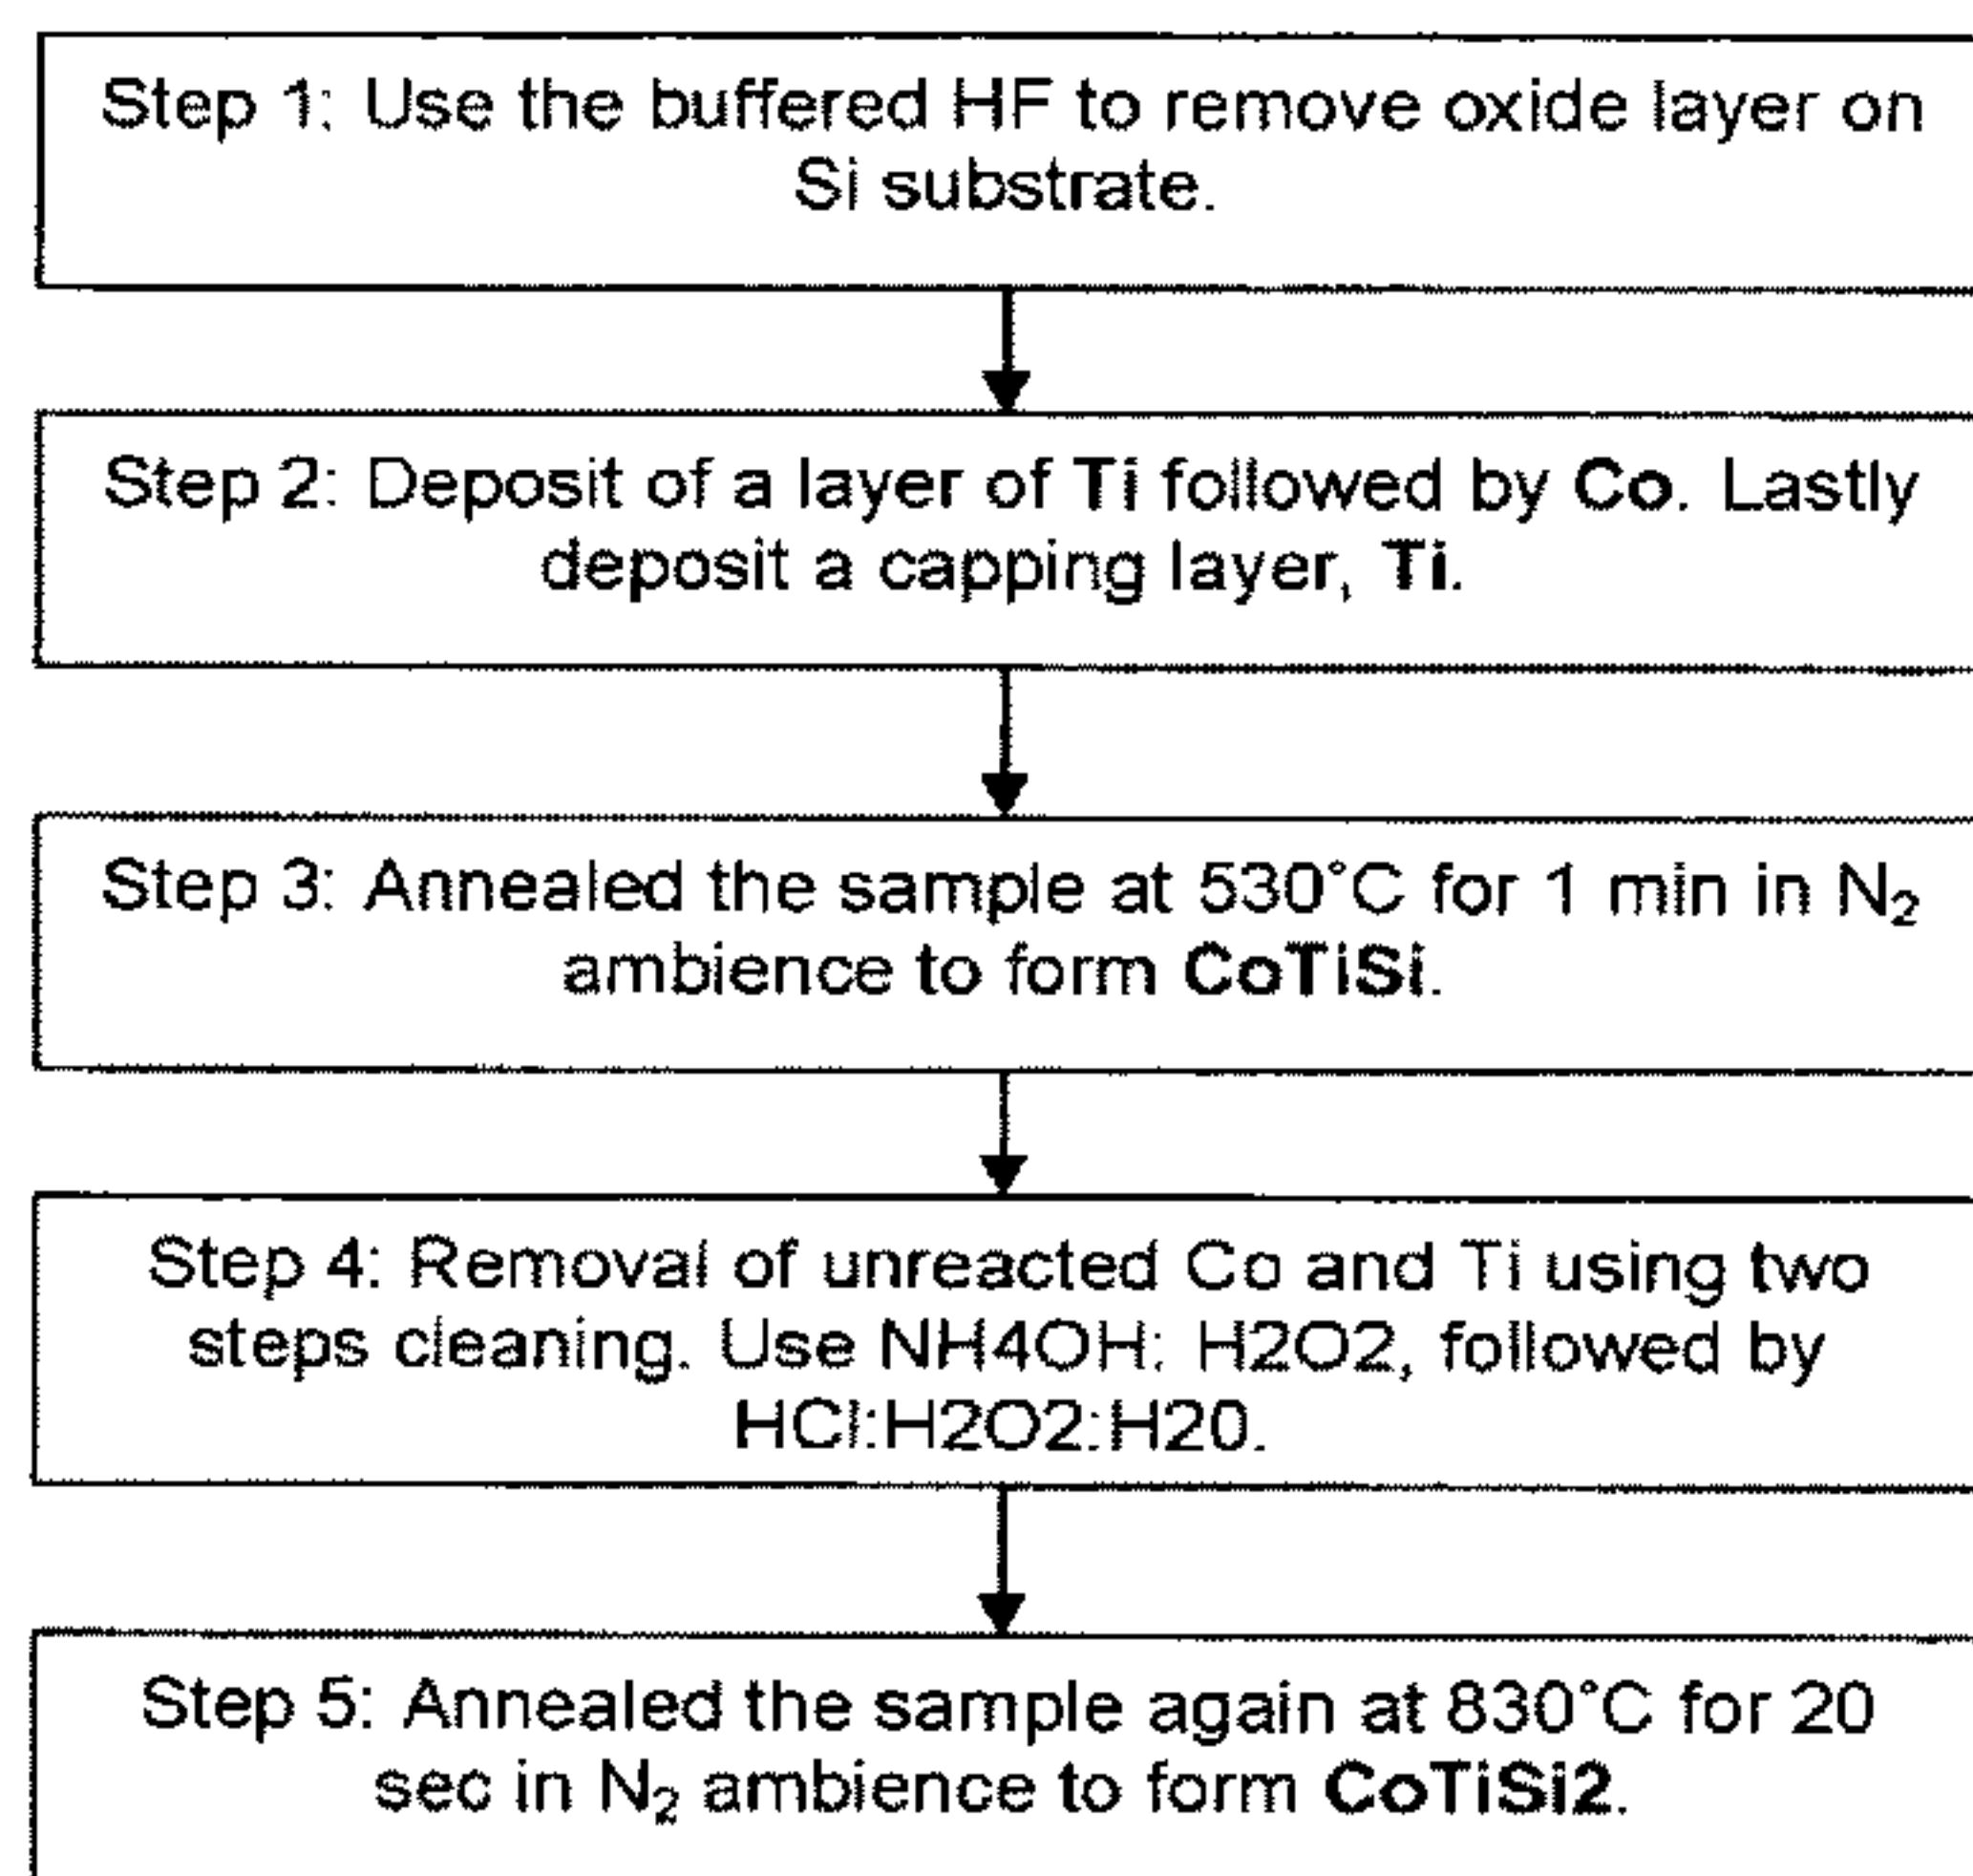 Step 1: Use the buffered HF to remove oxide layer on
Si substrate.
Step 2: Deposit of a layer of Ti followed by Co. Lastly
deposit a capping layer, Ti.
Step 3: Annealed the sample at 530°C for 1 min in N₂
ambience to form CoTiSi.
Step 4: Removal of unreacted Co and Ti using two
steps cleaning. Use NH4OH: H2O2, followed by
HCl:H2O2:H20.
Step 5: Annealed the sample again at 830°C for 20
sec in N₂ ambience to form CoTiSi2.